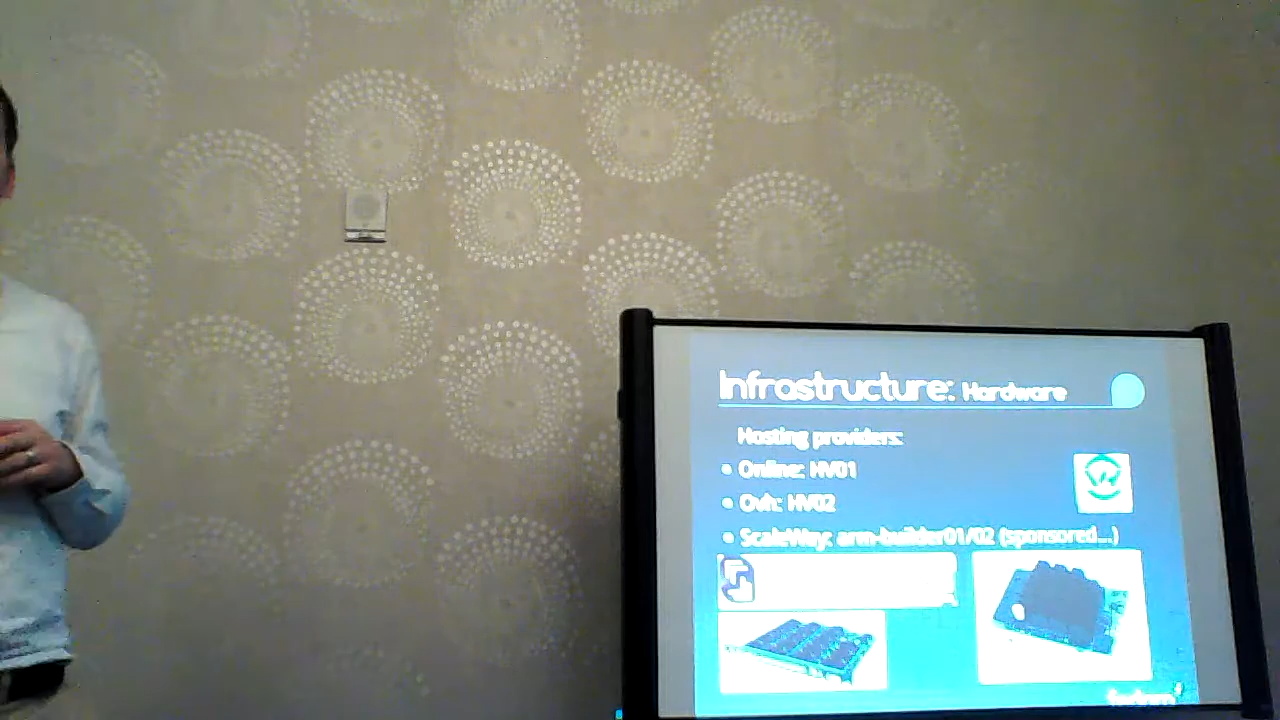 Infrastructure: Hardware
Hosting providers:
• Online: HV01
• Ovh: HV02
• ScaleWay: arm-builder01/02 (sponsored...)